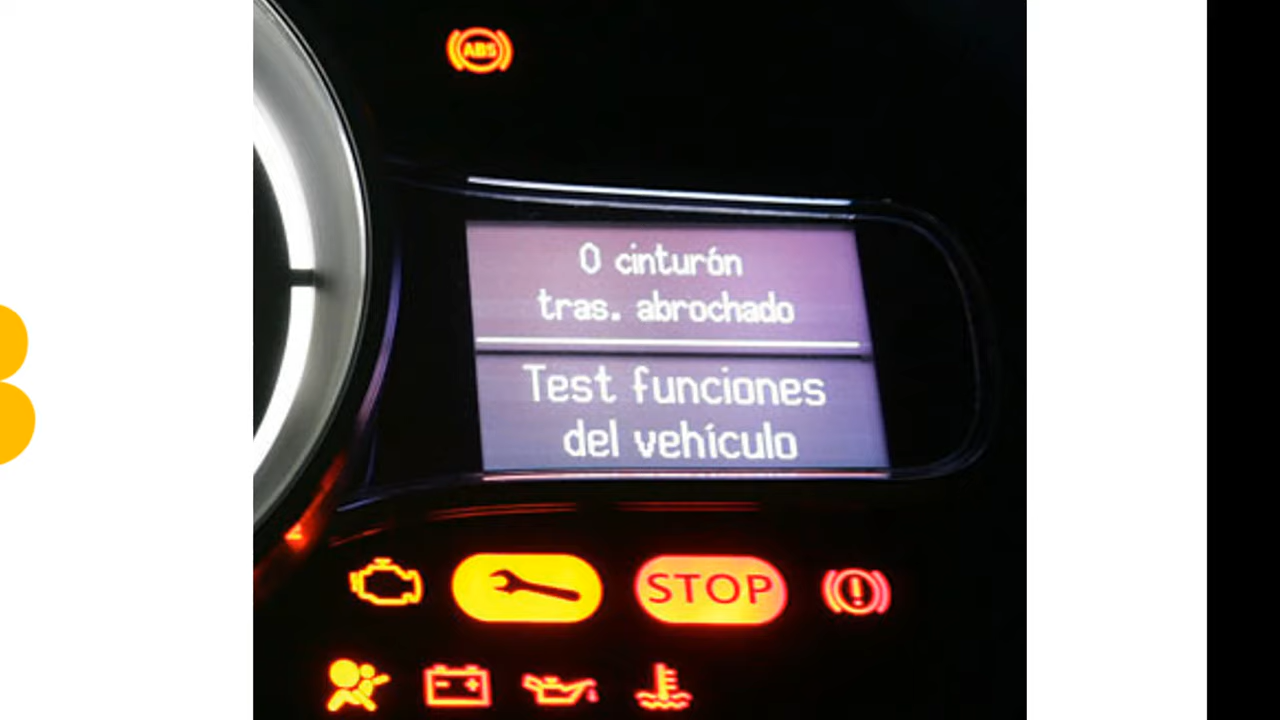 ABS
0 cinturón
tras. abrochado
Test funciones
del vehículo
STOP